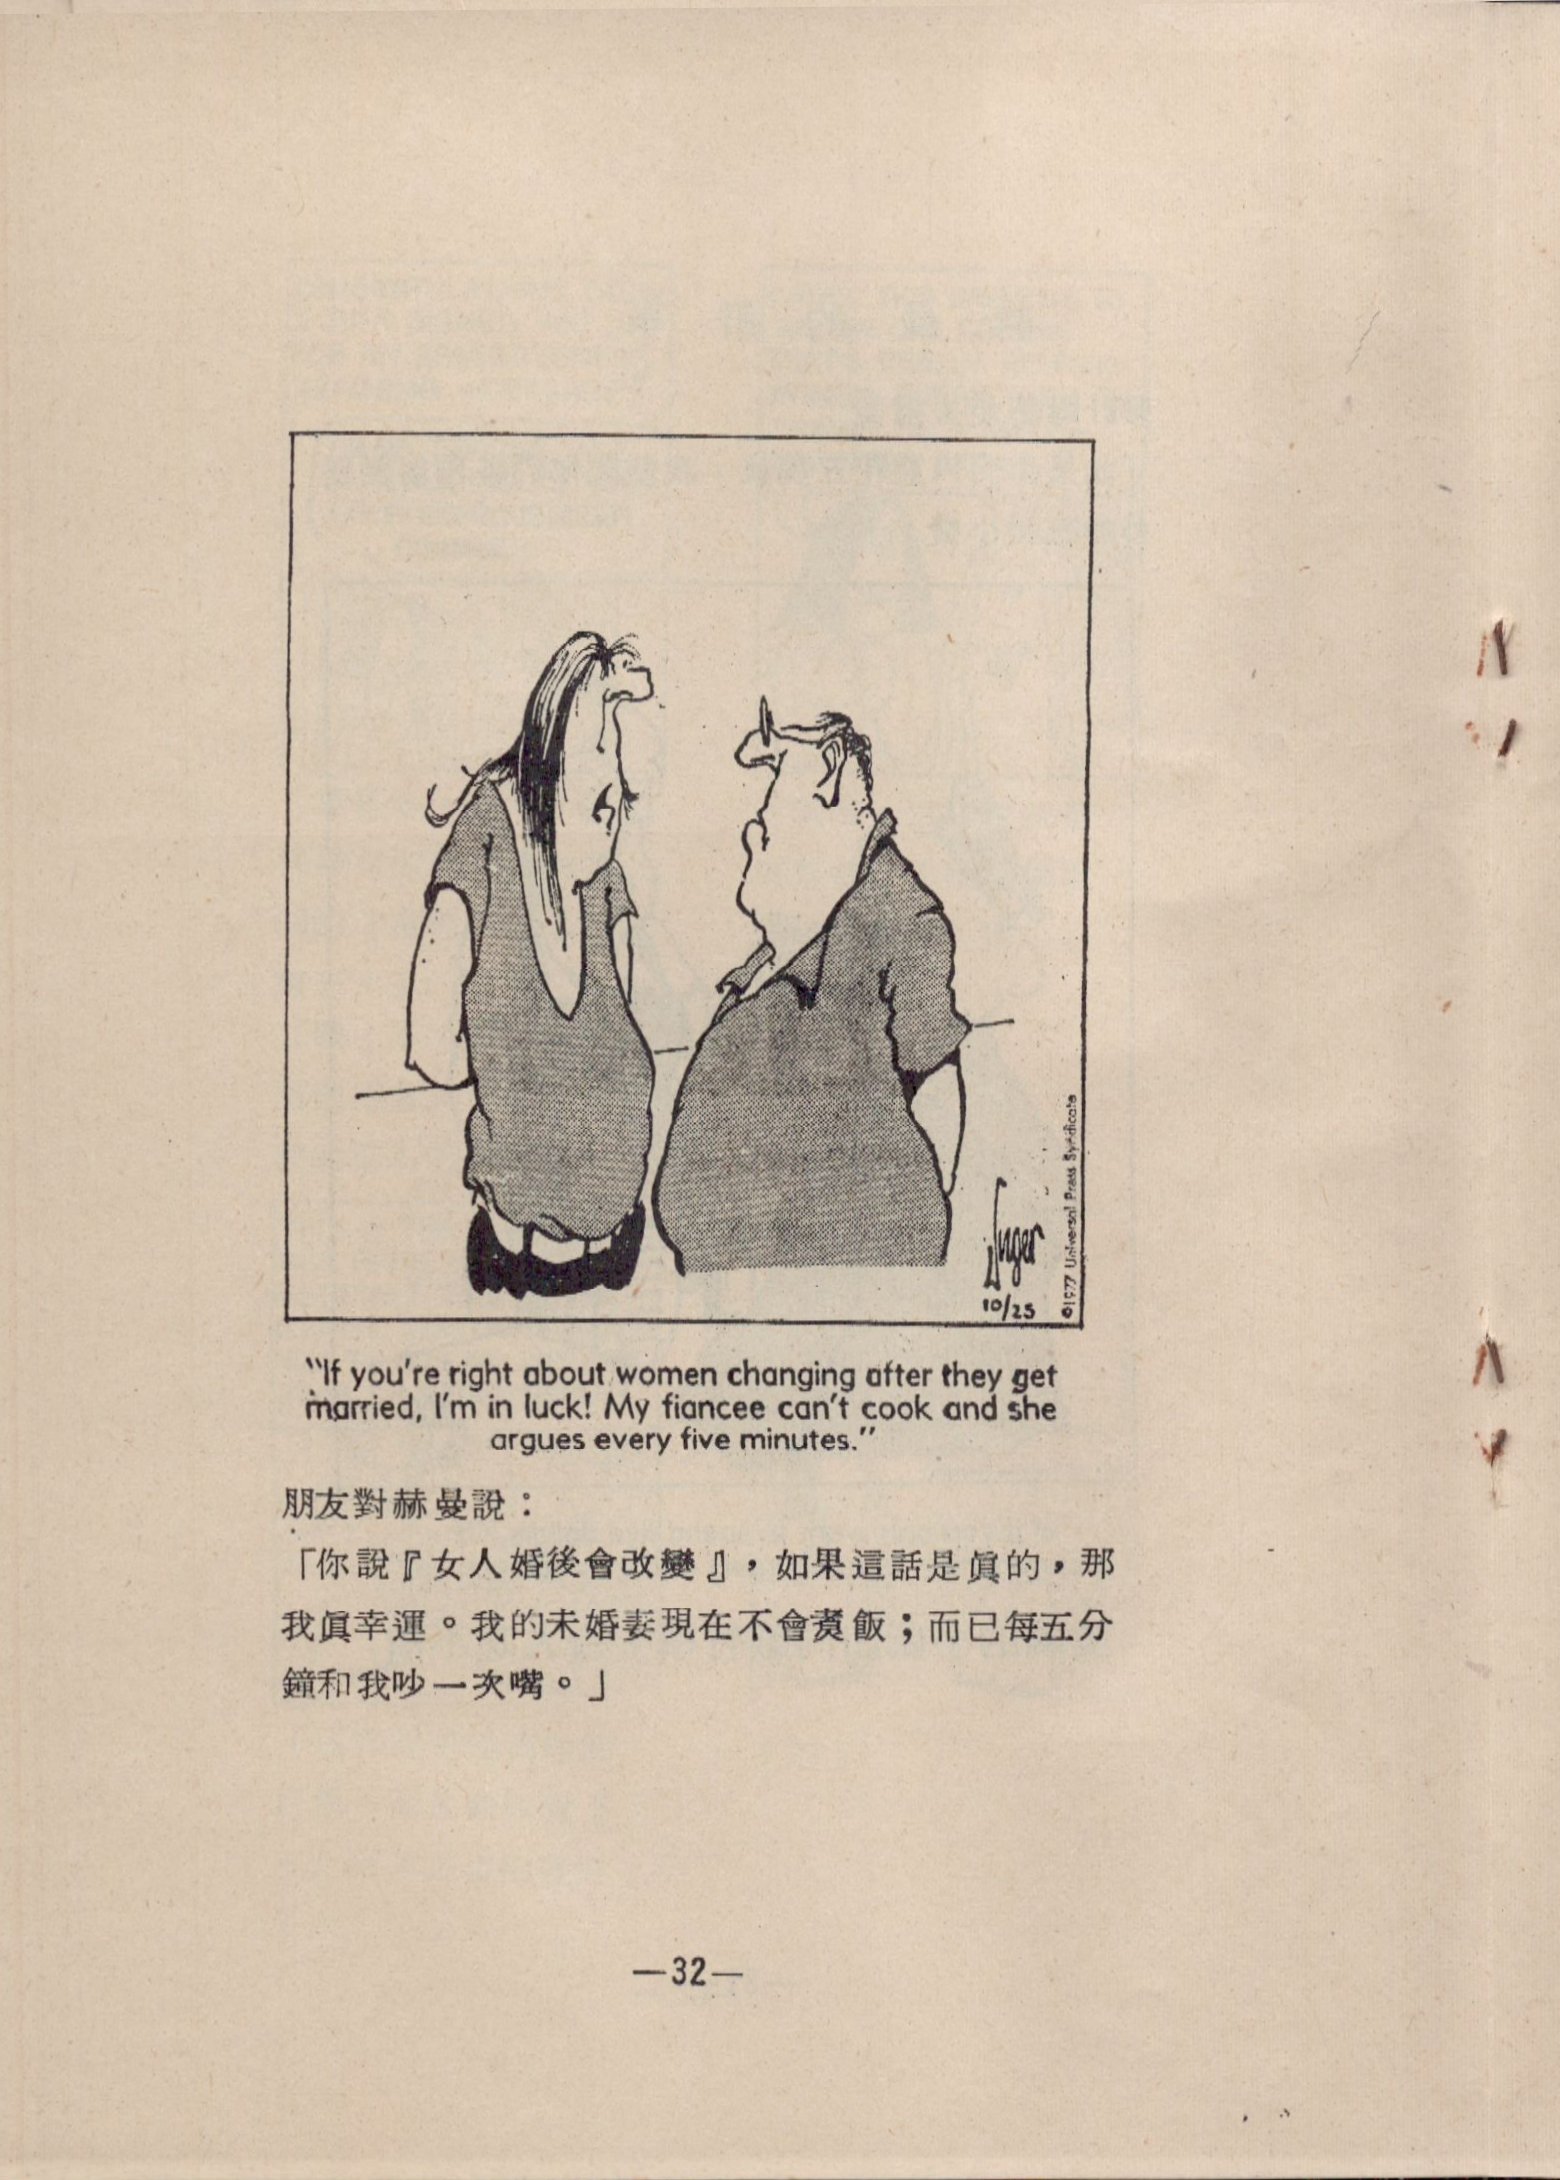 Unger
10/25
©1977 Universal Press Syndicate
"If you're right about women changing after they get
married, I'm in luck! My fiancee can't cook and she
argues every five minutes."
朋友對赫曼說：
「你說『女人婚後會改變』，如果這話是眞的，那
我眞幸運。我的未婚妻現在不會煑飯；而已每五分
鐘和我吵一次嘴。」
—32—